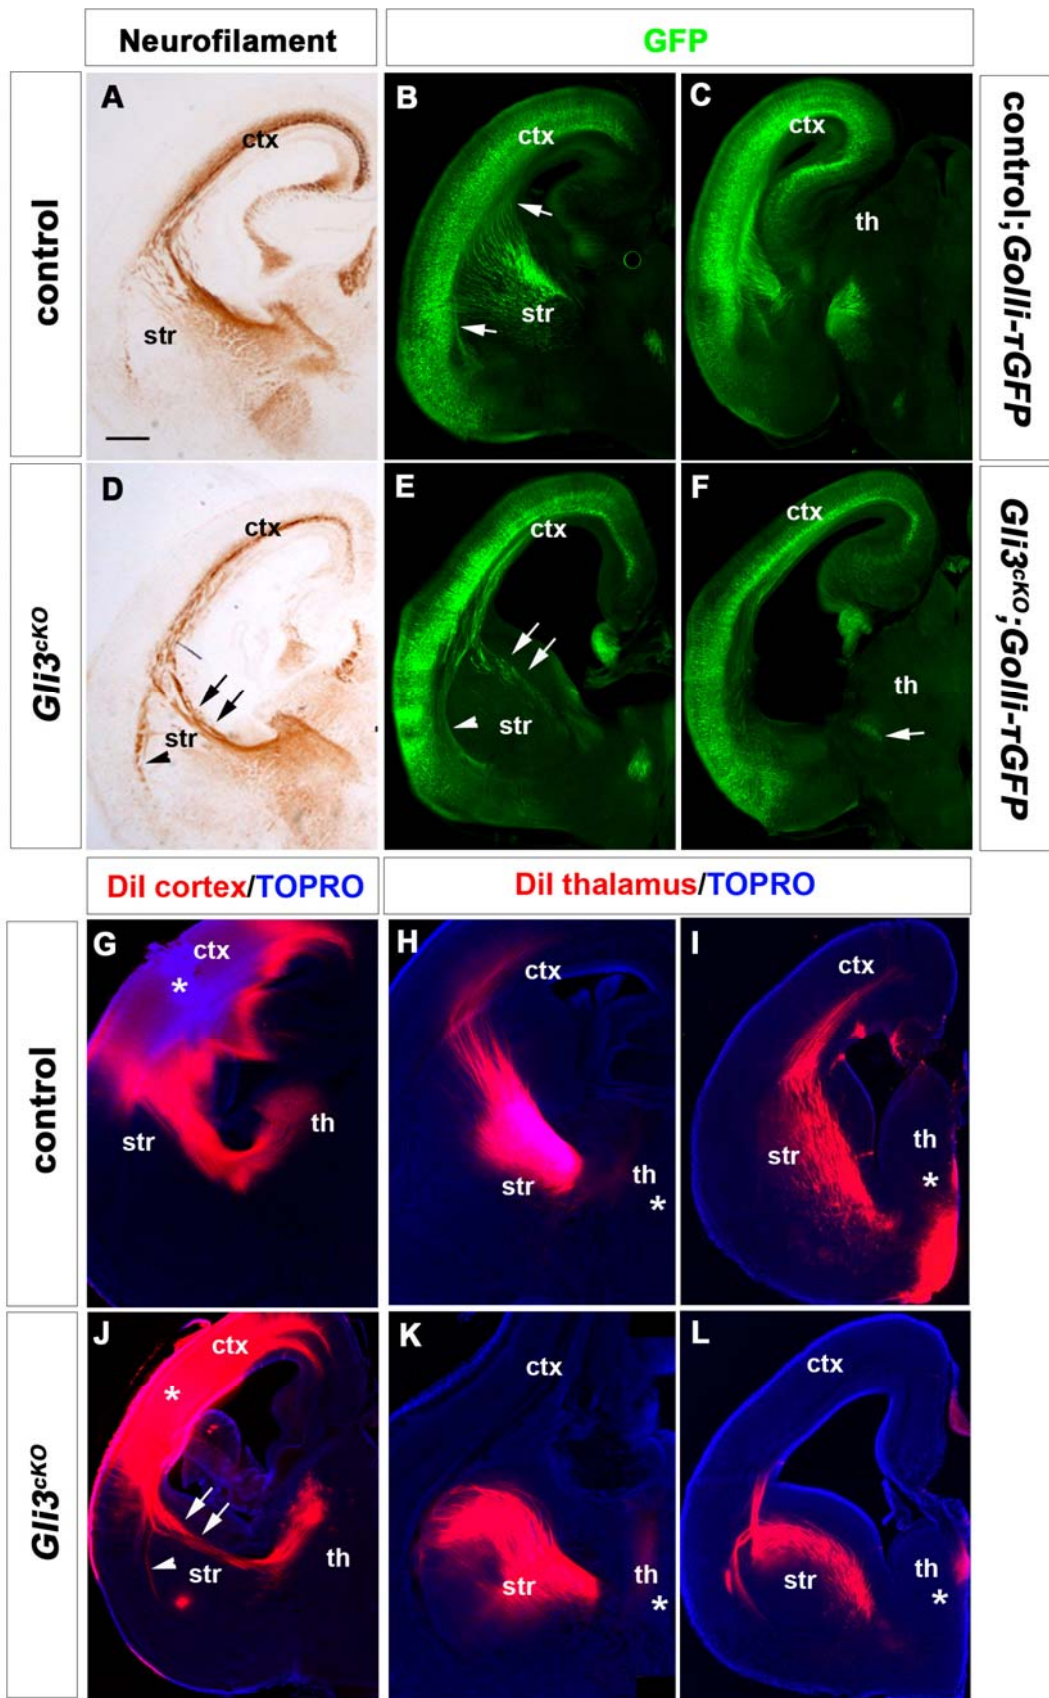 Neurofilament
GFP
control
A
ctx
str
B
ctx
str
C
ctx
th
control;Golli-τGFP
Gli3cKO
D
ctx
str
E
ctx
str
F
ctx
th
Gli3cKO;Golli-τGFP
DiI cortex/TOPRO
DiI thalamus/TOPRO
control
G
ctx
*
str
th
H
ctx
str
th
*
I
ctx
str
th
*
Gli3cKO
J
ctx
*
str
th
K
ctx
str
th
*
L
ctx
str
th
*